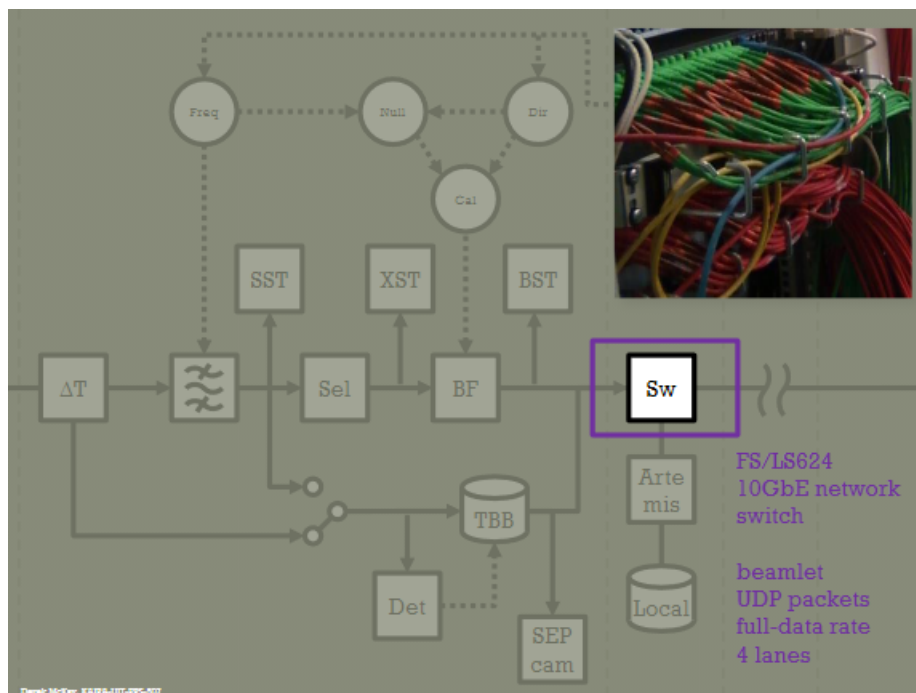 Freq
Null
Dir
Cal
SST
XST
BST
ΔT
Sel
BF
Sw
FS/LS624
10GbE network
switch
Arte
mis
TBB
beamlet
UDP packets
full-data rate
4 lanes
Det
Local
SEP
cam